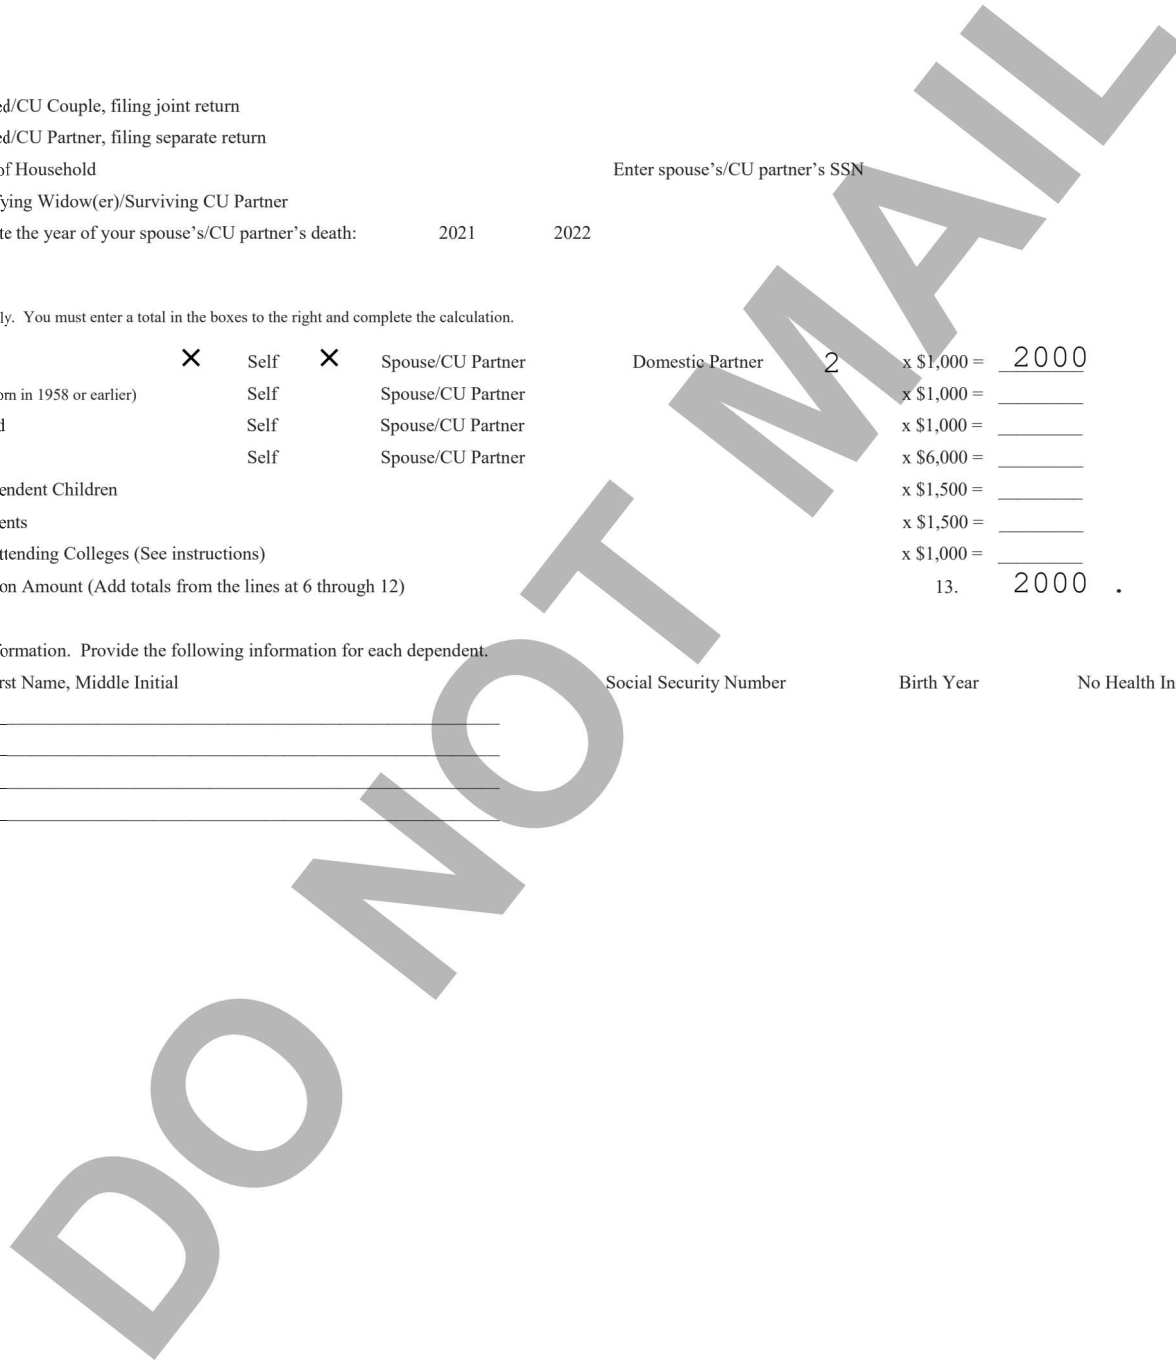 ed/CU Couple, filing joint return
ed/CU Partner, filing separate return
of Household Enter spouse's/CU partner's SSN
ying Widow(er)/Surviving CU Partner
te the year of your spouse's/CU partner's death: 2021 2022
ly. You must enter a total in the boxes to the right and complete the calculation.
× Self × Spouse/CU Partner Domestic Partner 2 x $1,000 = 2000
orn in 1958 or earlier) Self Spouse/CU Partner x $1,000 =
d Self Spouse/CU Partner x $1,000 =
Self Spouse/CU Partner x $6,000 =
endent Children x $1,500 =
ents x $1,500 =
ttending Colleges (See instructions) x $1,000 =
on Amount (Add totals from the lines at 6 through 12) 13. 2000 .
formation. Provide the following information for each dependent.
rst Name, Middle Initial Social Security Number Birth Year No Health In
DO NOT MAIL